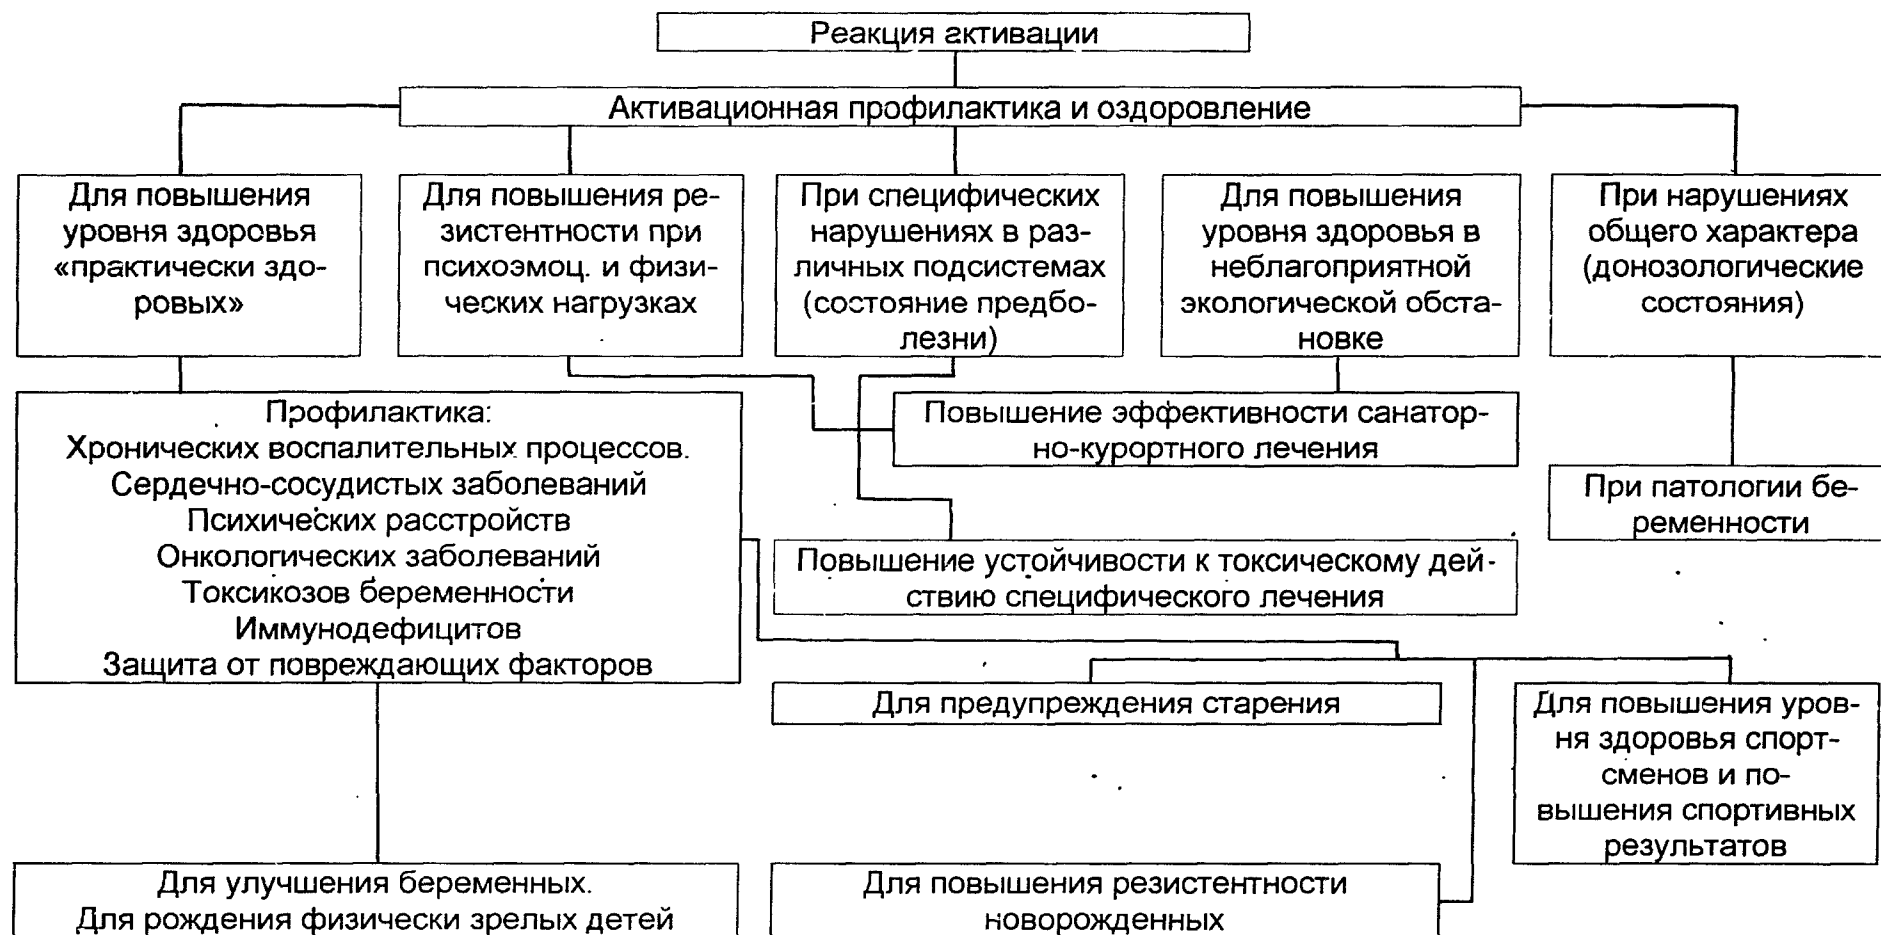 Реакция активации
Активационная профилактика и оздоровление
Для повышения
уровня здоровья
«практически здо-
ровых»
Для повышения ре-
зистентности при
психоэмоц. и физи-
ческих нагрузках
При специфических
нарушениях в раз-
личных подсистемах
(состояние предбо-
лезни)
Для повышения
уровня здоровья в
неблагоприятной
экологической обста-
новке
При нарушениях
общего характера
(донозологические
состояния)
Профилактика:
Хронических воспалительных процессов.
Сердечно-сосудистых заболеваний
Психических расстройств
Онкологических заболеваний
Токсикозов беременности
Иммунодефицитов
Защита от повреждающих факторов
Повышение эффективности санатор-
но-курортного лечения
При патологии бе-
ременности
Повышение устойчивости к токсическому дей-
ствию специфического лечения
Для предупреждения старения
Для повышения уров-
ня здоровья спорт-
сменов и по-
вышения спортивных
результатов
Для улучшения беременных.
Для рождения физически зрелых детей
Для повышения резистентности
новорожденных